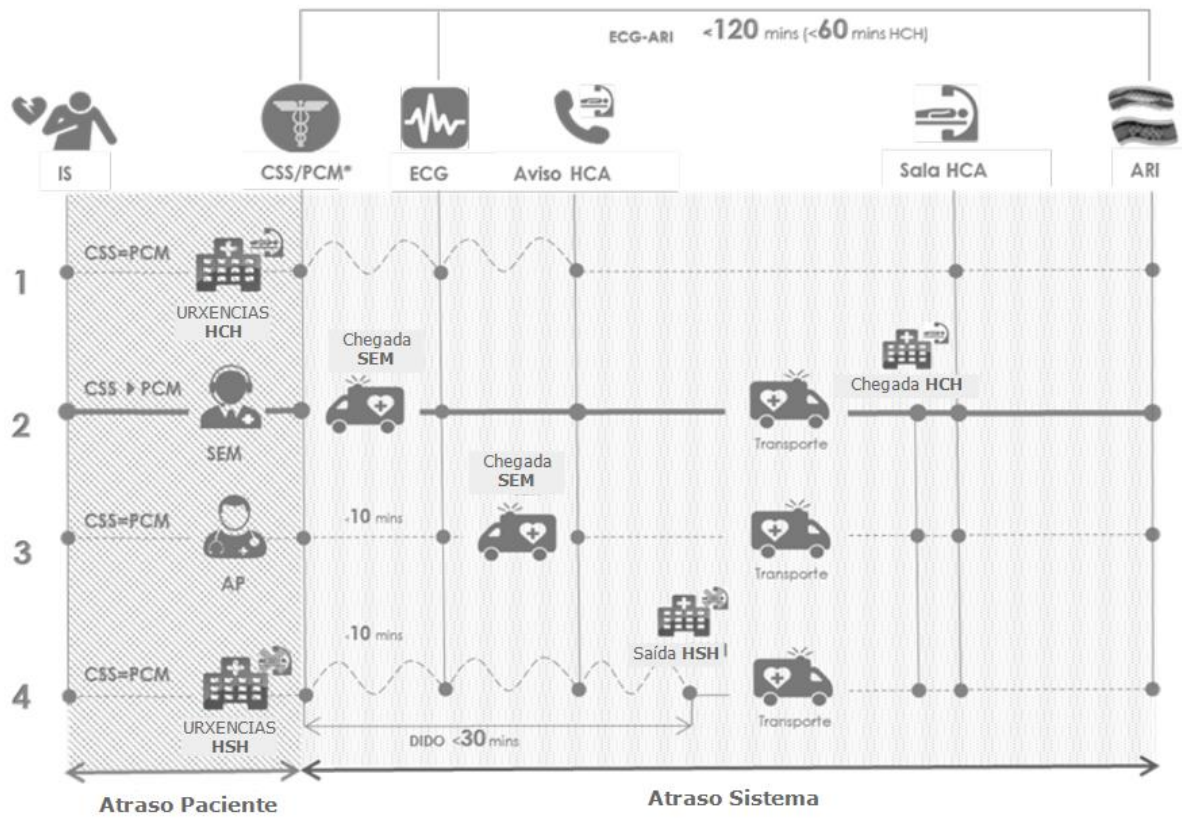 ECG-ARI <120 mins (<60 mins HCH)
IS
CSS/PCM*
ECG
Aviso HCA
Sala HCA
ARI
1
CSS=PCM
URXENCIAS
HCH
2
CSS ▶ PCM
SEM
Chegada
SEM
Transporte
Chegada HCH
3
CSS=PCM
AP
<10 mins
Chegada
SEM
Transporte
4
CSS=PCM
URXENCIAS
HSH
<10 mins
Saída HSH
Transporte
DIDO <30 mins
Atraso Paciente
Atraso Sistema